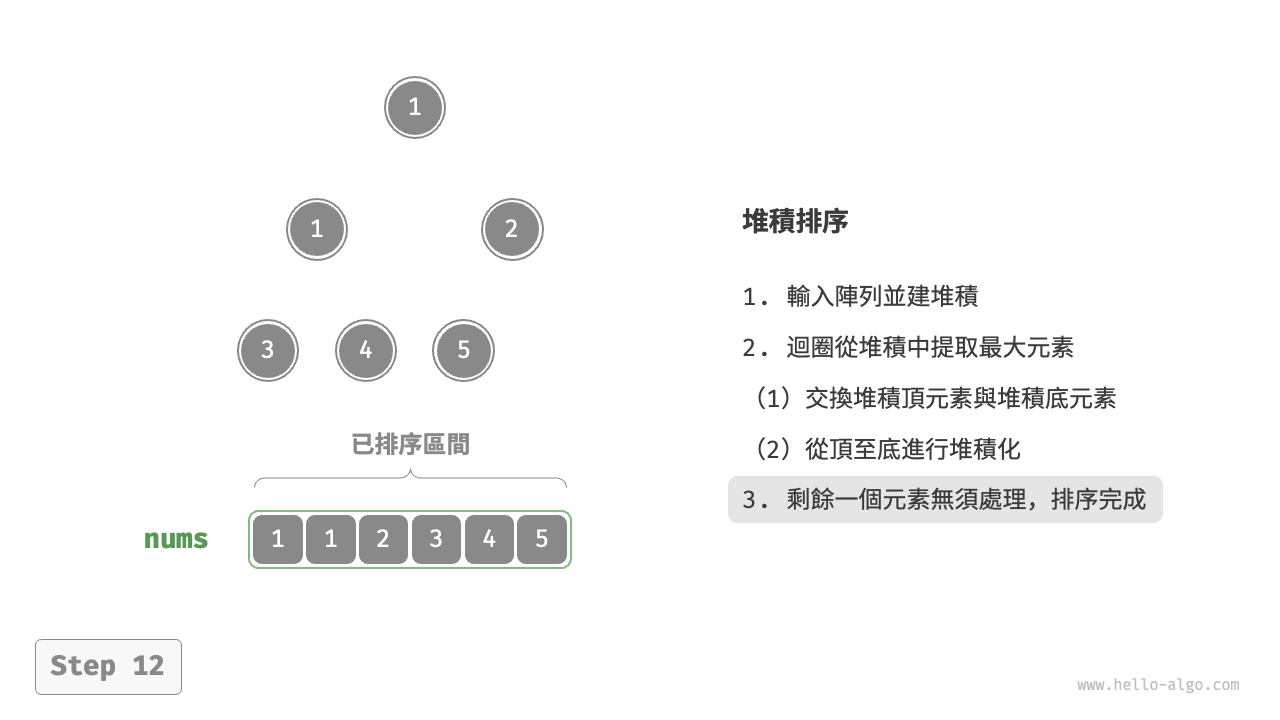 1
1 2
3 4 5
已排序區間
nums 1 1 2 3 4 5
堆積排序
1. 輸入陣列並建堆積
2. 迴圈從堆積中提取最大元素
（1）交換堆積頂元素與堆積底元素
（2）從頂至底進行堆積化
3. 剩餘一個元素無須處理，排序完成
Step 12
www.hello-algo.com